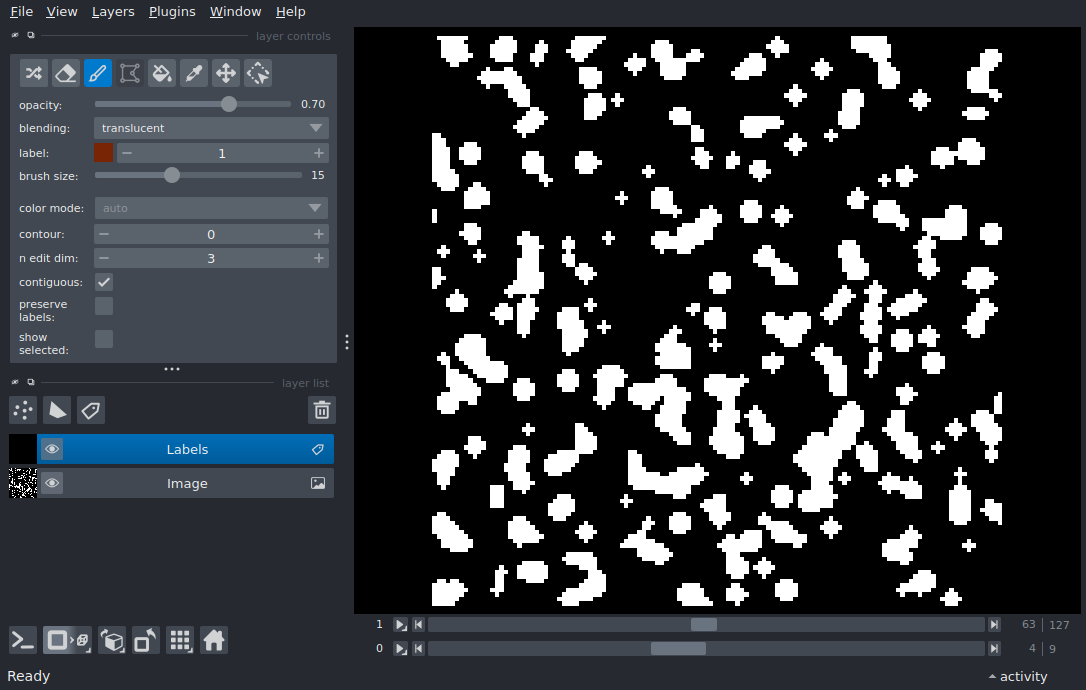 File View Layers Plugins Window Help
layer controls
opacity: 0.70
blending: translucent
label: 1
brush size: 15
color mode: auto
contour: 0
n edit dim: 3
contiguous:
preserve
labels:
show
selected:
layer list
Labels
Image
1 63 127
0 4 9
Ready activity